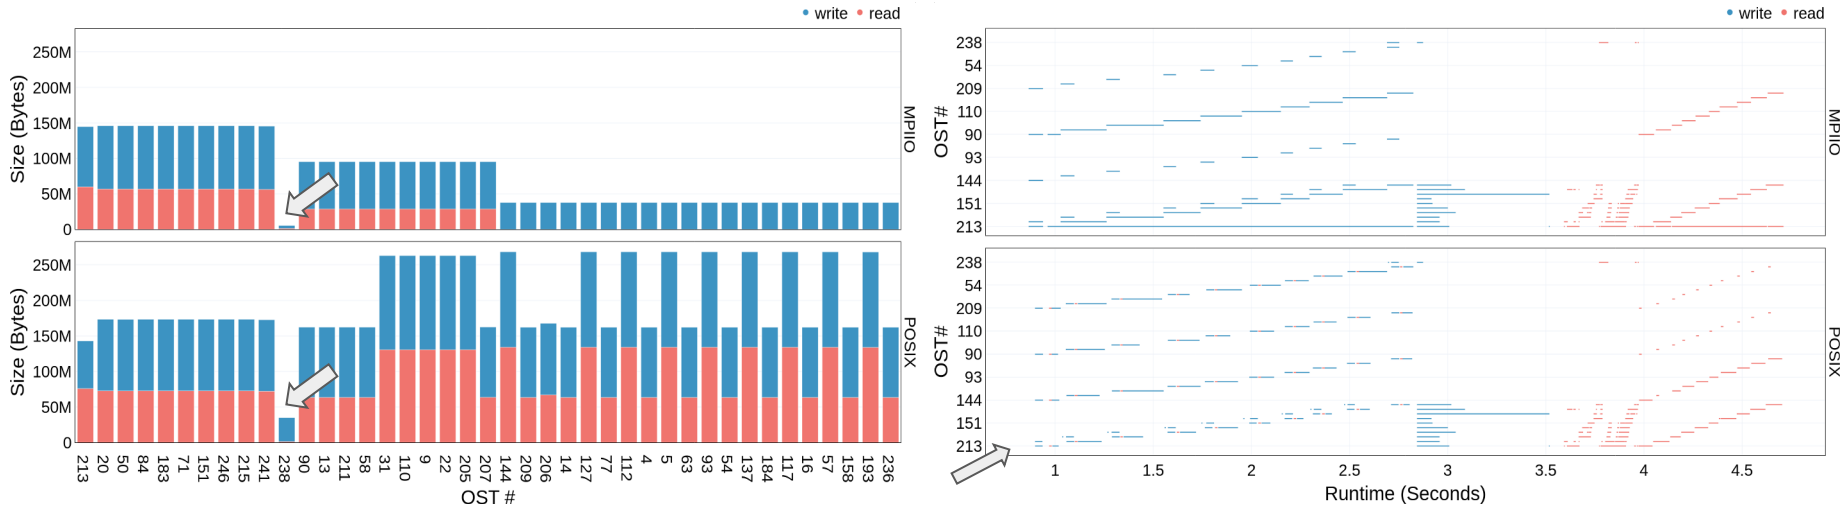 write read
250M
200M
150M
100M
50M
0
Size (Bytes)
MPIIO
250M
200M
150M
100M
50M
0
Size (Bytes)
POSIX
213 20 50 84 183 71 151 246 215 241 238 90 13 211 58 31 110 9 22 205 207 144 209 206 14 127 77 112 4 5 63 93 54 137 184 117 16 57 158 193 236
OST #
write read
238
54
209
110
90
93
144
151
213
OST#
MPIIO
238
54
209
110
90
93
144
151
213
OST#
POSIX
1 1.5 2 2.5 3 3.5 4 4.5
Runtime (Seconds)